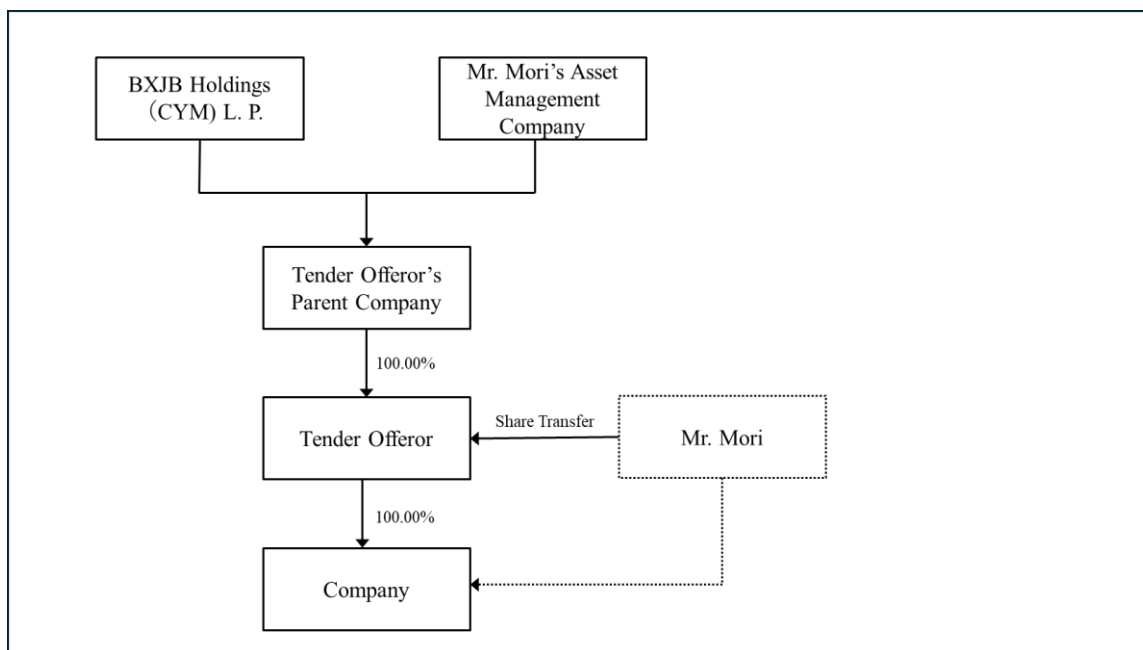 BXJB Holdings
（CYM) L. P.
Mr. Mori’s Asset
Management
Company
Tender Offeror’s
Parent Company
100.00%
Tender Offeror
Share Transfer
Mr. Mori
100.00%
Company